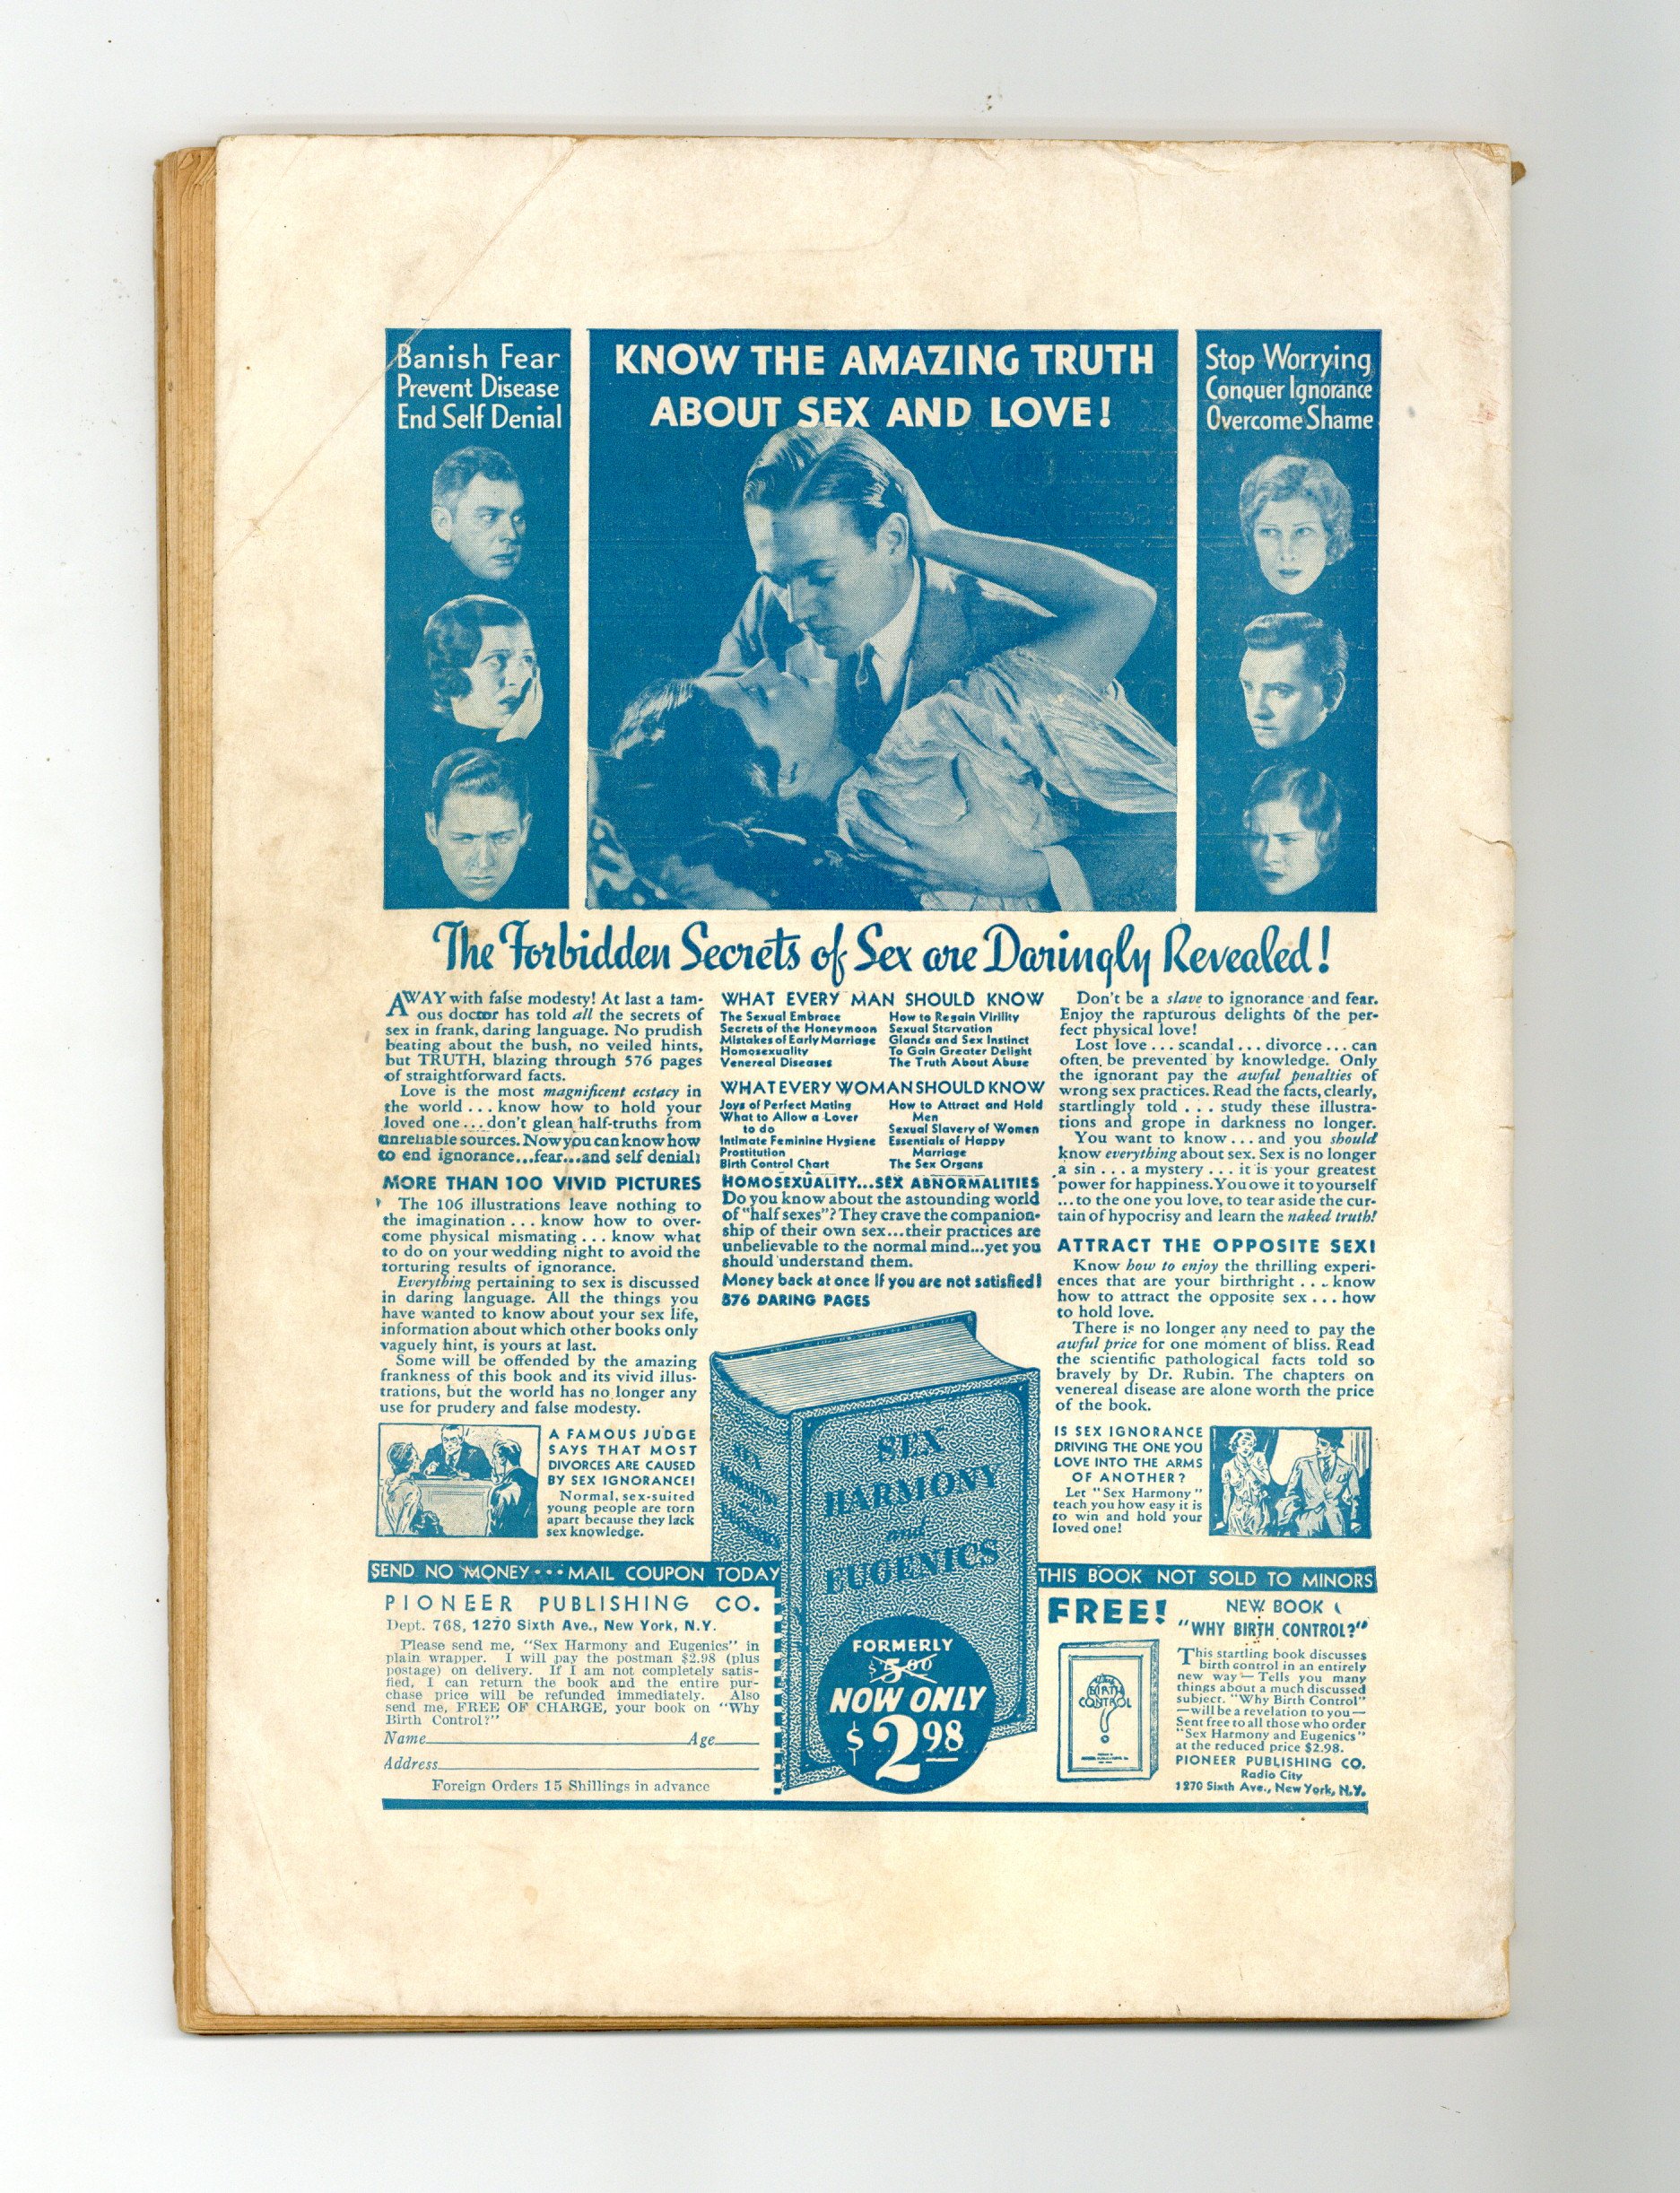 Banish Fear
Prevent Disease
End Self Denial
KNOW THE AMAZING TRUTH
ABOUT SEX AND LOVE!
Stop Worrying
Conquer Ignorance
Overcome Shame
The Forbidden Secrets of Sex are Daringly Revealed!
AWAY with false modesty! At last a fam-
ous doctor has told all the secrets of
sex in frank, daring language. No prudish
beating about the bush, no veiled hints,
but TRUTH, blazing through 576 pages
of straightforward facts.
Love is the most magnificent ecstacy in
the world ... know how to hold your
loved one ... don't glean half-truths from
unreliable sources. Now you can know how
to end ignorance...fear...and self denial!
MORE THAN 100 VIVID PICTURES
The 106 illustrations leave nothing to
the imagination ... know how to over-
come physical mismating ... know what
to do on your wedding night to avoid the
torturing results of ignorance.
Everything pertaining to sex is discussed
in daring language. All the things you
have wanted to know about your sex life,
information about which other books only
vaguely hint, is yours at last.
Some will be offended by the amazing
frankness of this book and its vivid illus-
trations, but the world has no longer any
use for prudery and false modesty.
A FAMOUS JUDGE
SAYS THAT MOST
DIVORCES ARE CAUSED
BY SEX IGNORANCE!
Normal, sex-suited
young people are torn
apart because they lack
sex knowledge.
WHAT EVERY MAN SHOULD KNOW
The Sexual Embrace
Secrets of the Honeymoon
Mistakes of Early Marriage
Homosexuality
Venereal Diseases
How to Regain Virility
Sexual Starvation
Glands and Sex Instinct
To Gain Greater Delight
The Truth About Abuse
WHAT EVERY WOMAN SHOULD KNOW
Joys of Perfect Mating
What to Allow a Lover
to do
Intimate Feminine Hygiene
Prostitution
Birth Control Chart
How to Attract and Hold
Men
Sexual Slavery of Women
Essentials of Happy
Marriage
The Sex Organs
HOMOSEXUALITY...SEX ABNORMALITIES
Do you know about the astounding world
of "half sexes"? They crave the companion-
ship of their own sex...their practices are
unbelievable to the normal mind...yet you
should understand them.
Money back at once if you are not satisfied!
576 DARING PAGES
SEX
HARMONY
and
EUGENICS
SEX
HARMONY
and
EUGENICS
FORMERLY
$5.00
NOW ONLY
$2.98
Don't be a slave to ignorance and fear.
Enjoy the rapturous delights of the per-
fect physical love!
Lost love ... scandal ... divorce ... can
often be prevented by knowledge. Only
the ignorant pay the awful penalties of
wrong sex practices. Read the facts, clearly,
startlingly told ... study these illustra-
tions and grope in darkness no longer.
You want to know ... and you should
know everything about sex. Sex is no longer
a sin ... a mystery ... it is your greatest
power for happiness. You owe it to yourself
...to the one you love, to tear aside the cur-
tain of hypocrisy and learn the naked truth!
ATTRACT THE OPPOSITE SEX!
Know how to enjoy the thrilling experi-
ences that are your birthright ... know
how to attract the opposite sex ... how
to hold love.
There is no longer any need to pay the
awful price for one moment of bliss. Read
the scientific pathological facts told so
bravely by Dr. Rubin. The chapters on
venereal disease are alone worth the price
of the book.
IS SEX IGNORANCE
DRIVING THE ONE YOU
LOVE INTO THE ARMS
OF ANOTHER?
Let "Sex Harmony"
teach you how easy it is
to win and hold your
loved one!
SEND NO MONEY ... MAIL COUPON TODAY
PIONEER PUBLISHING CO.
Dept. 768, 1270 Sixth Ave., New York, N.Y.
Please send me, "Sex Harmony and Eugenics" in
plain wrapper. I will pay the postman $2.98 (plus
postage) on delivery. If I am not completely satis-
fied, I can return the book and the entire pur-
chase price will be refunded immediately. Also
send me, FREE OF CHARGE, your book on "Why
Birth Control?"
Name Age
Address
Foreign Orders 15 Shillings in advance
THIS BOOK NOT SOLD TO MINORS
FREE!
NEW BOOK
"WHY BIRTH CONTROL?"
BIRTH
CONTROL
?
This startling book discusses
birth control in an entirely
new way — Tells you many
things about a much discussed
subject. "Why Birth Control"
—will be a revelation to you—
Sent free to all those who order
"Sex Harmony and Eugenics"
at the reduced price $2.98.
PIONEER PUBLISHING CO.
Radio City
1270 Sixth Ave., New York, N.Y.